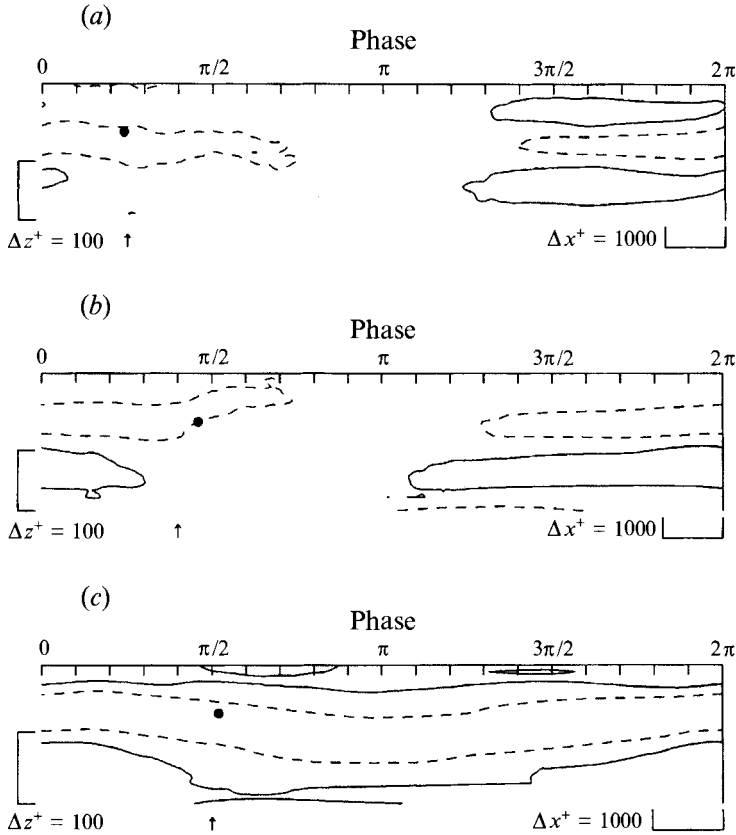 (a)
Phase
0 π/2 π 3π/2 2π
Δz⁺ = 100 ↑ Δx⁺ = 1000
(b)
Phase
0 π/2 π 3π/2 2π
Δz⁺ = 100 ↑ Δx⁺ = 1000
(c)
Phase
0 π/2 π 3π/2 2π
Δz⁺ = 100 ↑ Δx⁺ = 1000